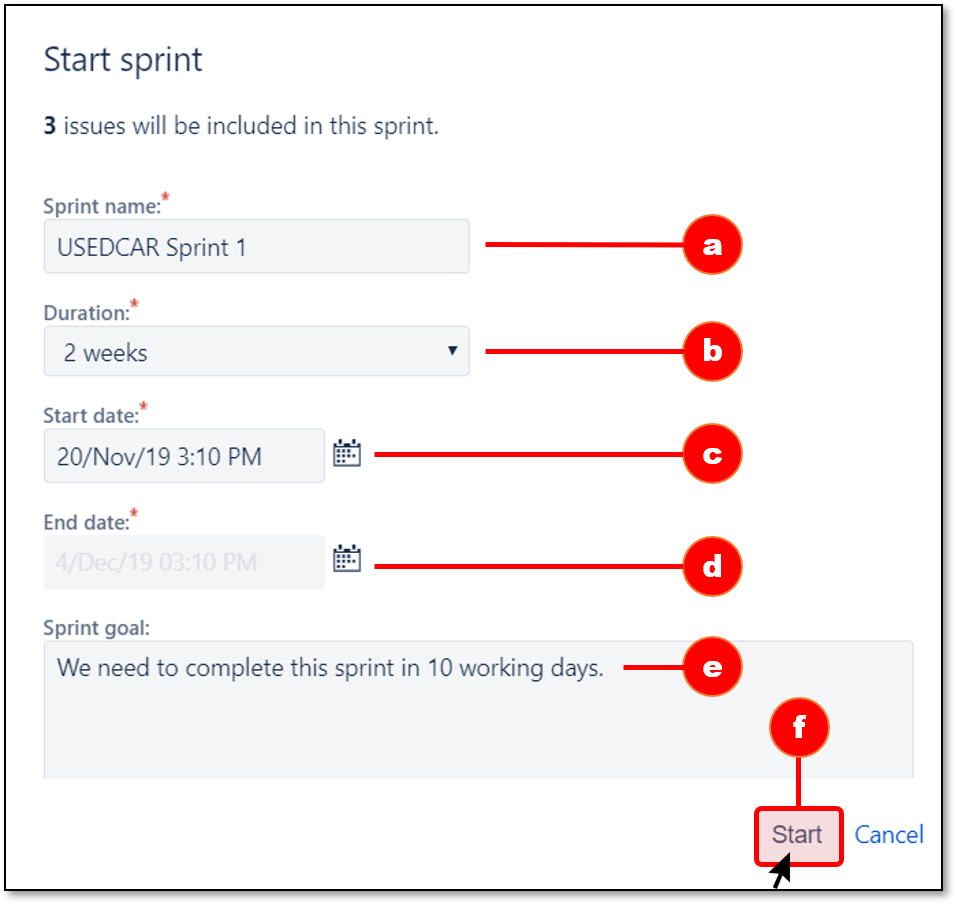 Start sprint
3 issues will be included in this sprint.
Sprint name:*
USEDCAR Sprint 1
a
Duration:*
2 weeks
b
Start date:*
20/Nov/19 3:10 PM
c
End date:*
4/Dec/19 03:10 PM
d
Sprint goal:
We need to complete this sprint in 10 working days.
e
f
Start
Cancel